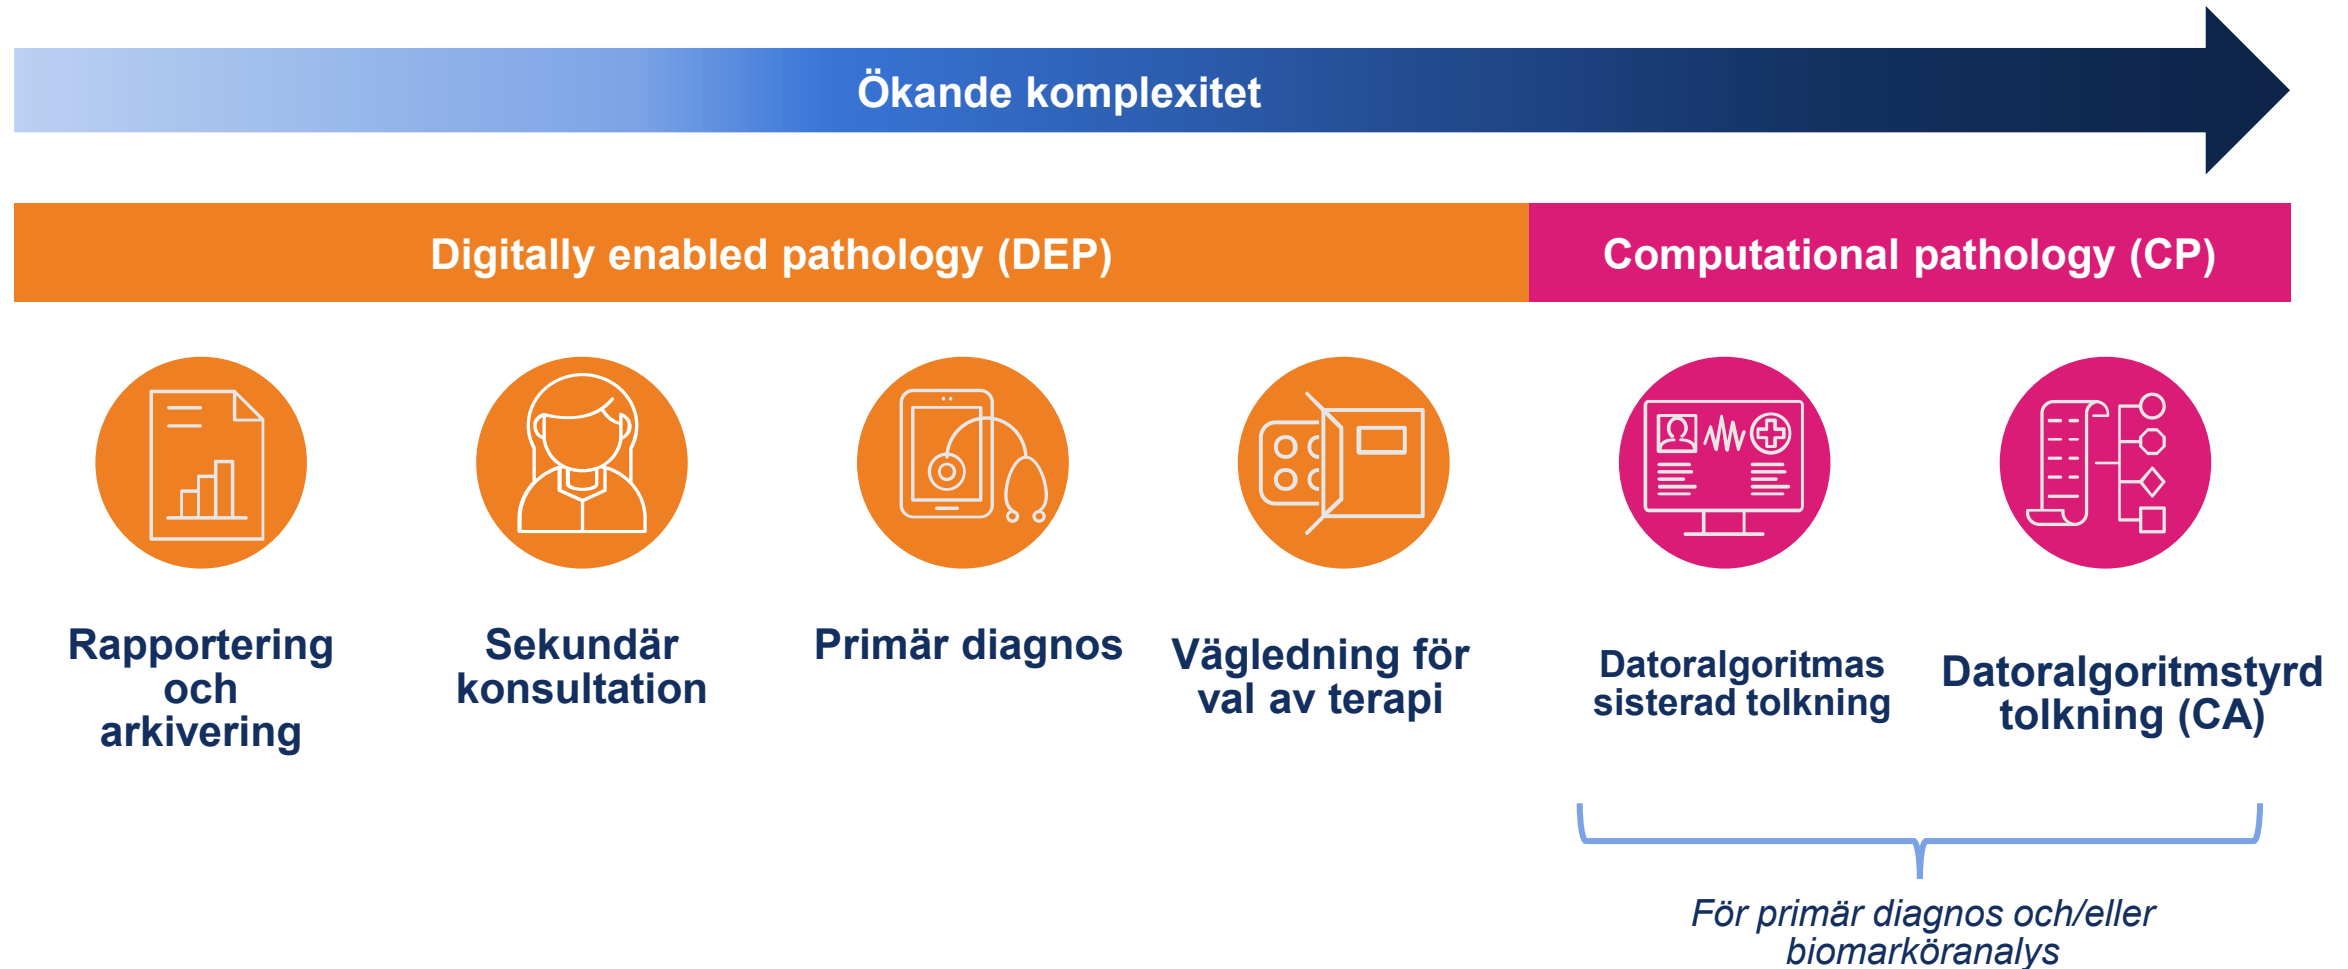 Ökande komplexitet
Digitally enabled pathology (DEP)
Computational pathology (CP)
Rapportering
och
arkivering
Sekundär
konsultation
Primär diagnos
Vägledning för
val av terapi
Datoralgoritmas
sisterad tolkning
Datoralgoritmstyrd
tolkning (CA)
För primär diagnos och/eller
biomarköranalys